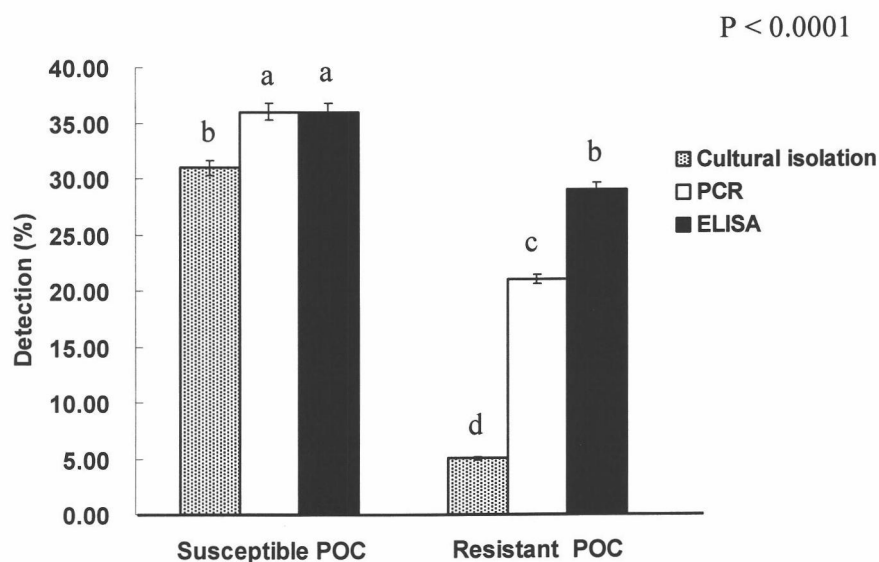 P < 0.0001
40.00
35.00
30.00
25.00
20.00
15.00
10.00
5.00
0.00
Detection (%)
b
a
a
d
c
b
Cultural isolation
PCR
ELISA
Susceptible POC
Resistant POC